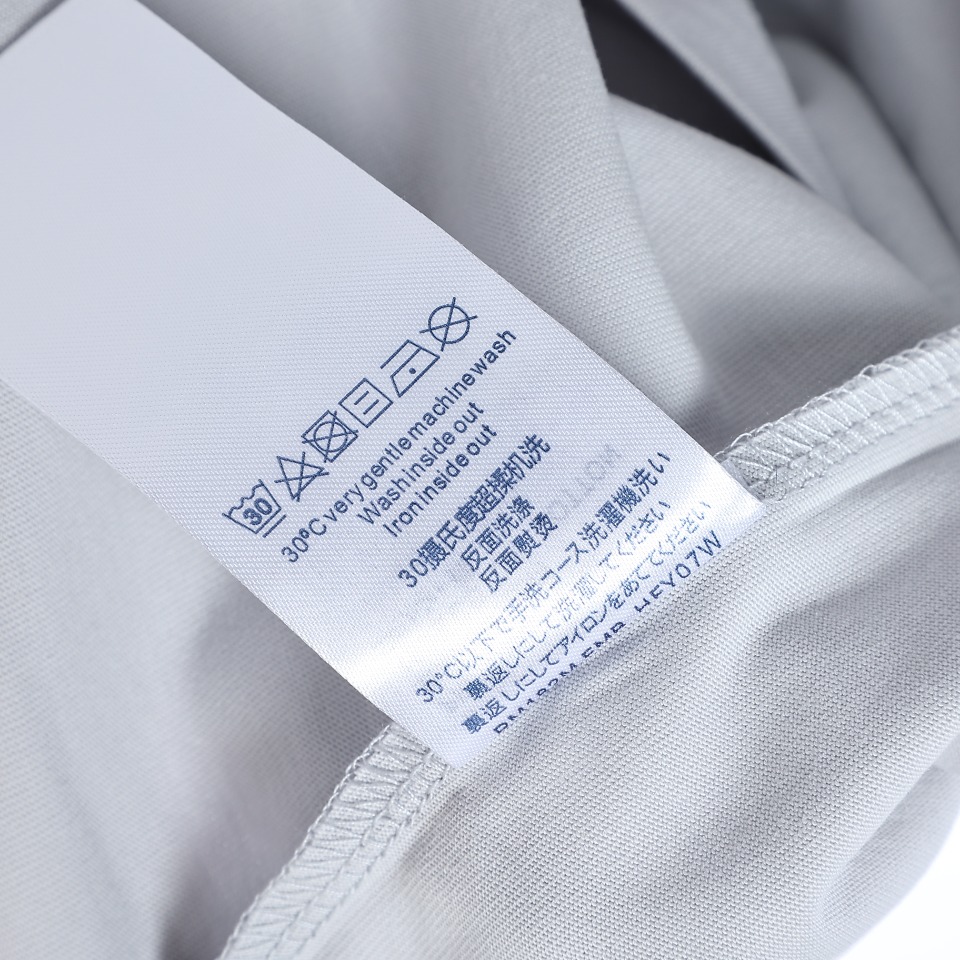 30
30°C very gentle machine wash
Wash inside out
Iron inside out
30摄氏度超揉机洗
反面洗涤
反面熨烫
30°C以下で手洗コース洗濯機洗い
裏返しにして洗濯してください
裏返しにしてアイロンをあててください
HEY07W